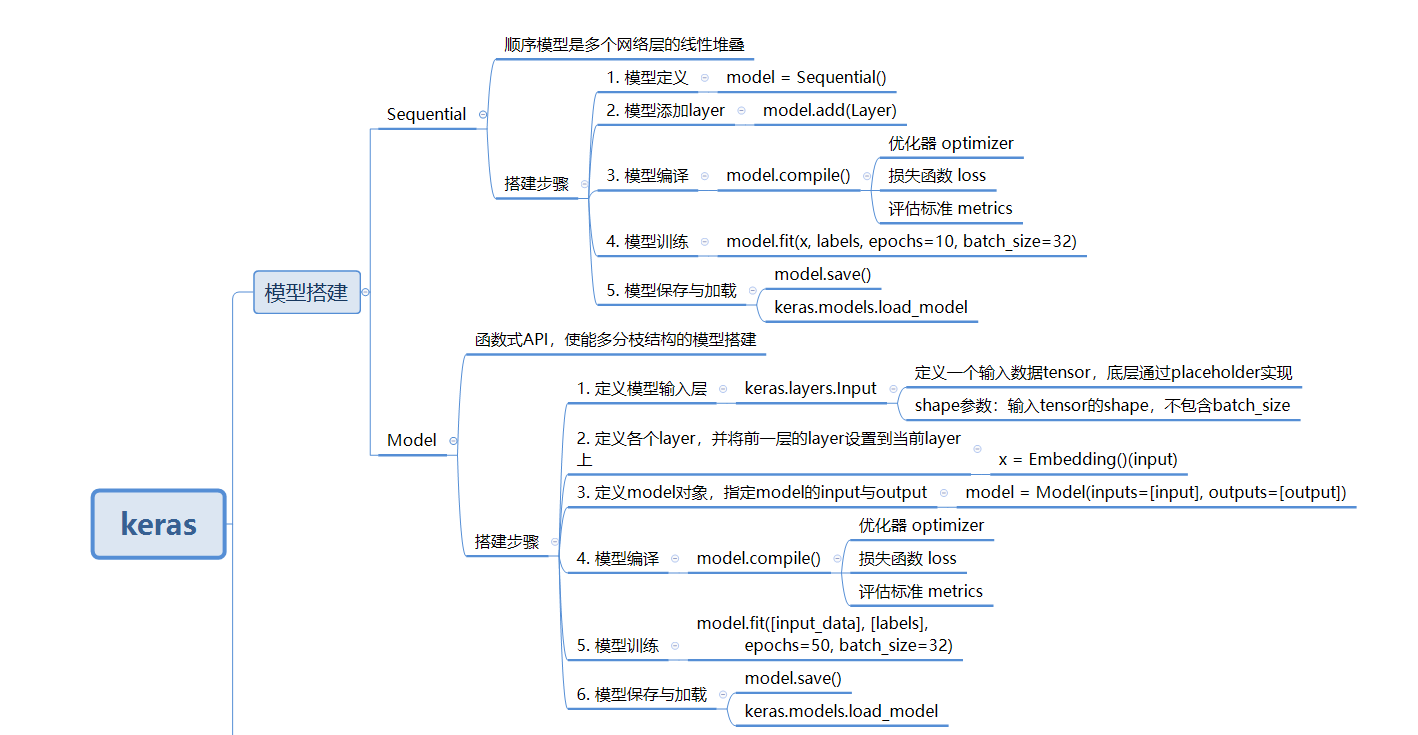 顺序模型是多个网络层的线性堆叠
1. 模型定义 model = Sequential()
2. 模型添加layer model.add(Layer)
Sequential
优化器 optimizer
搭建步骤 3. 模型编译 model.compile() 损失函数 loss
评估标准 metrics
4. 模型训练 model.fit(x, labels, epochs=10, batch_size=32)
model.save()
5. 模型保存与加载
keras.models.load_model
模型搭建
函数式API，使能多分枝结构的模型搭建
定义一个输入数据tensor，底层通过placeholder实现
1. 定义模型输入层 keras.layers.Input
shape参数：输入tensor的shape，不包含batch_size
Model
2. 定义各个layer，并将前一层的layer设置到当前layer
上 x = Embedding()(input)
3. 定义model对象，指定model的input与output model = Model(inputs=[input], outputs=[output])
keras
搭建步骤
优化器 optimizer
4. 模型编译 model.compile() 损失函数 loss
评估标准 metrics
model.fit([input_data], [labels],
5. 模型训练 epochs=50, batch_size=32)
model.save()
6. 模型保存与加载
keras.models.load_model